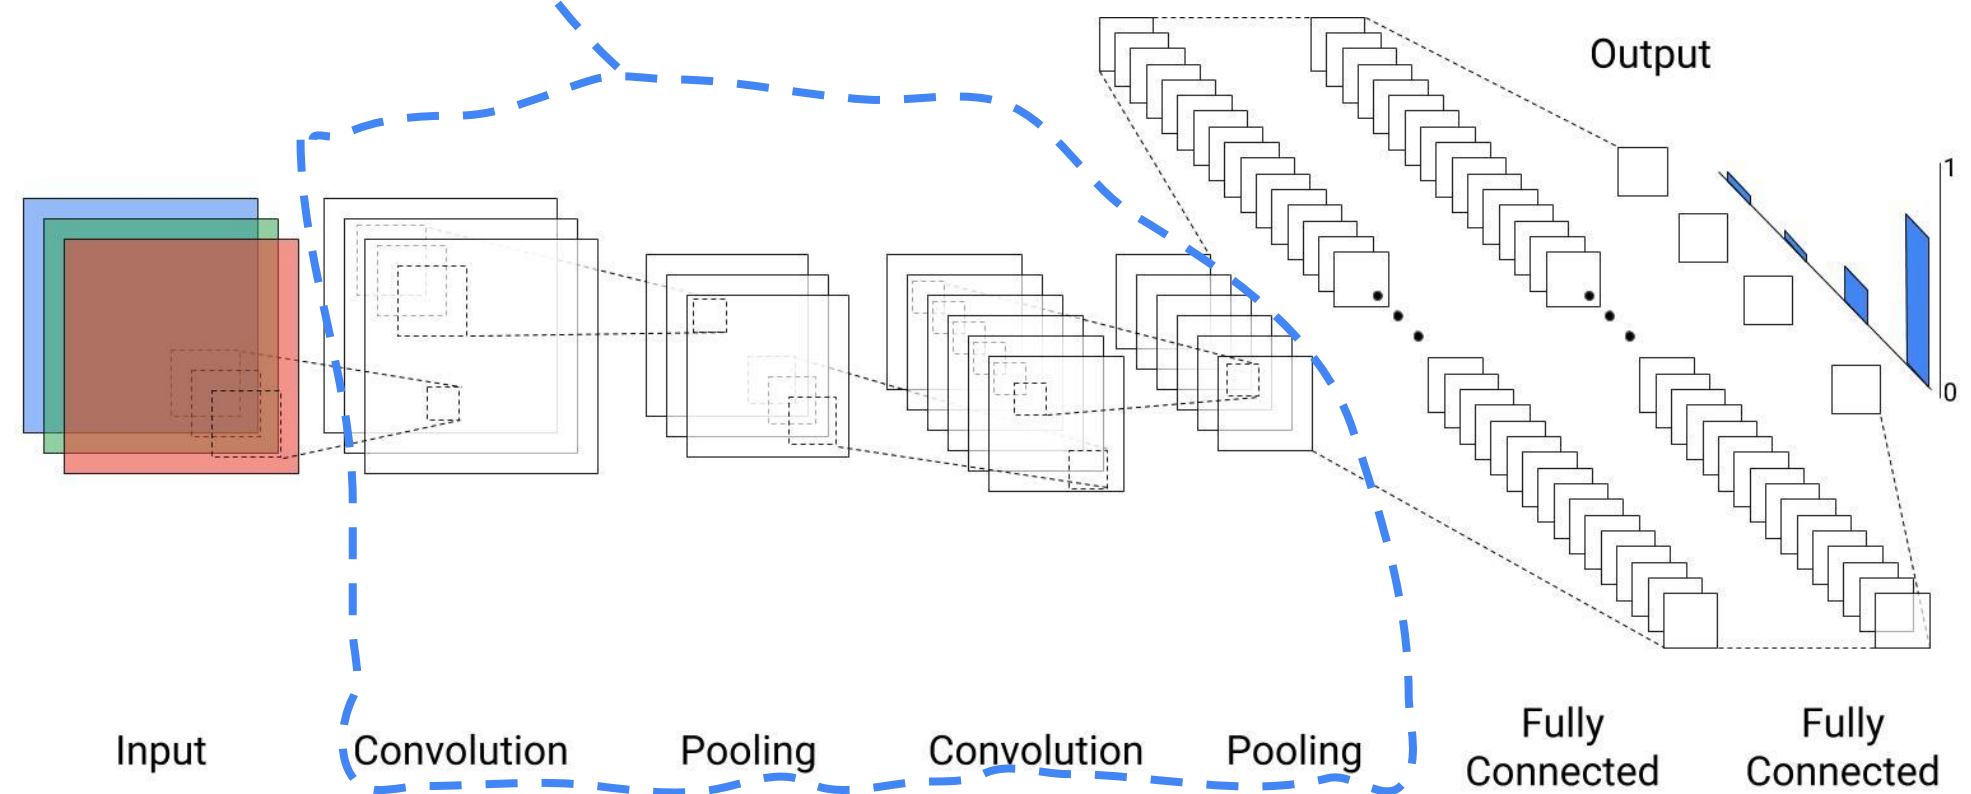 Output
1
0
Input
Convolution
Pooling
Convolution
Pooling
Fully
Connected
Fully
Connected